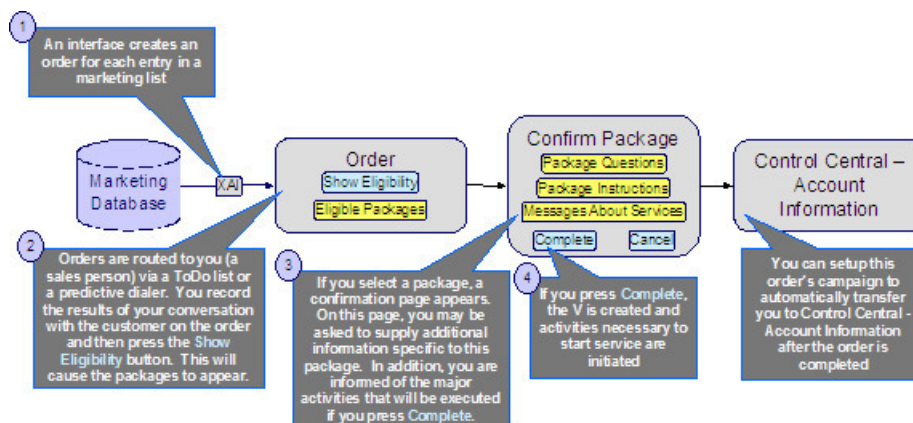 1
An interface creates an
order for each entry in a
marketing list
Marketing
Database
XAI
Order
Show Eligibility
Eligible Packages
Confirm Package
Package Questions
Package Instructions
Messages About Services
Complete
Cancel
Control Central –
Account
Information
2
Orders are routed to you (a
sales person) via a ToDo list or
a predictive dialer. You record
the results of your conversation
with the customer on the order
and then press the Show
Eligibility button. This will
cause the packages to appear.
3
If you select a package, a
confirmation page appears.
On this page, you may be
asked to supply additional
information specific to this
package. In addition, you are
informed of the major
activities that will be executed
if you press Complete.
4
If you press Complete,
the V is created and
activities necessary to
start service are
initiated
You can setup this
order's campaign to
automatically transfer
you to Control Central -
Account Information
after the order is
completed